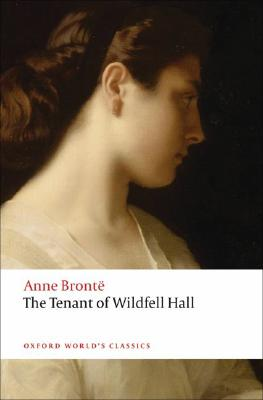 Anne Brontë
The Tenant of Wildfell Hall
OXFORD WORLD'S CLASSICS